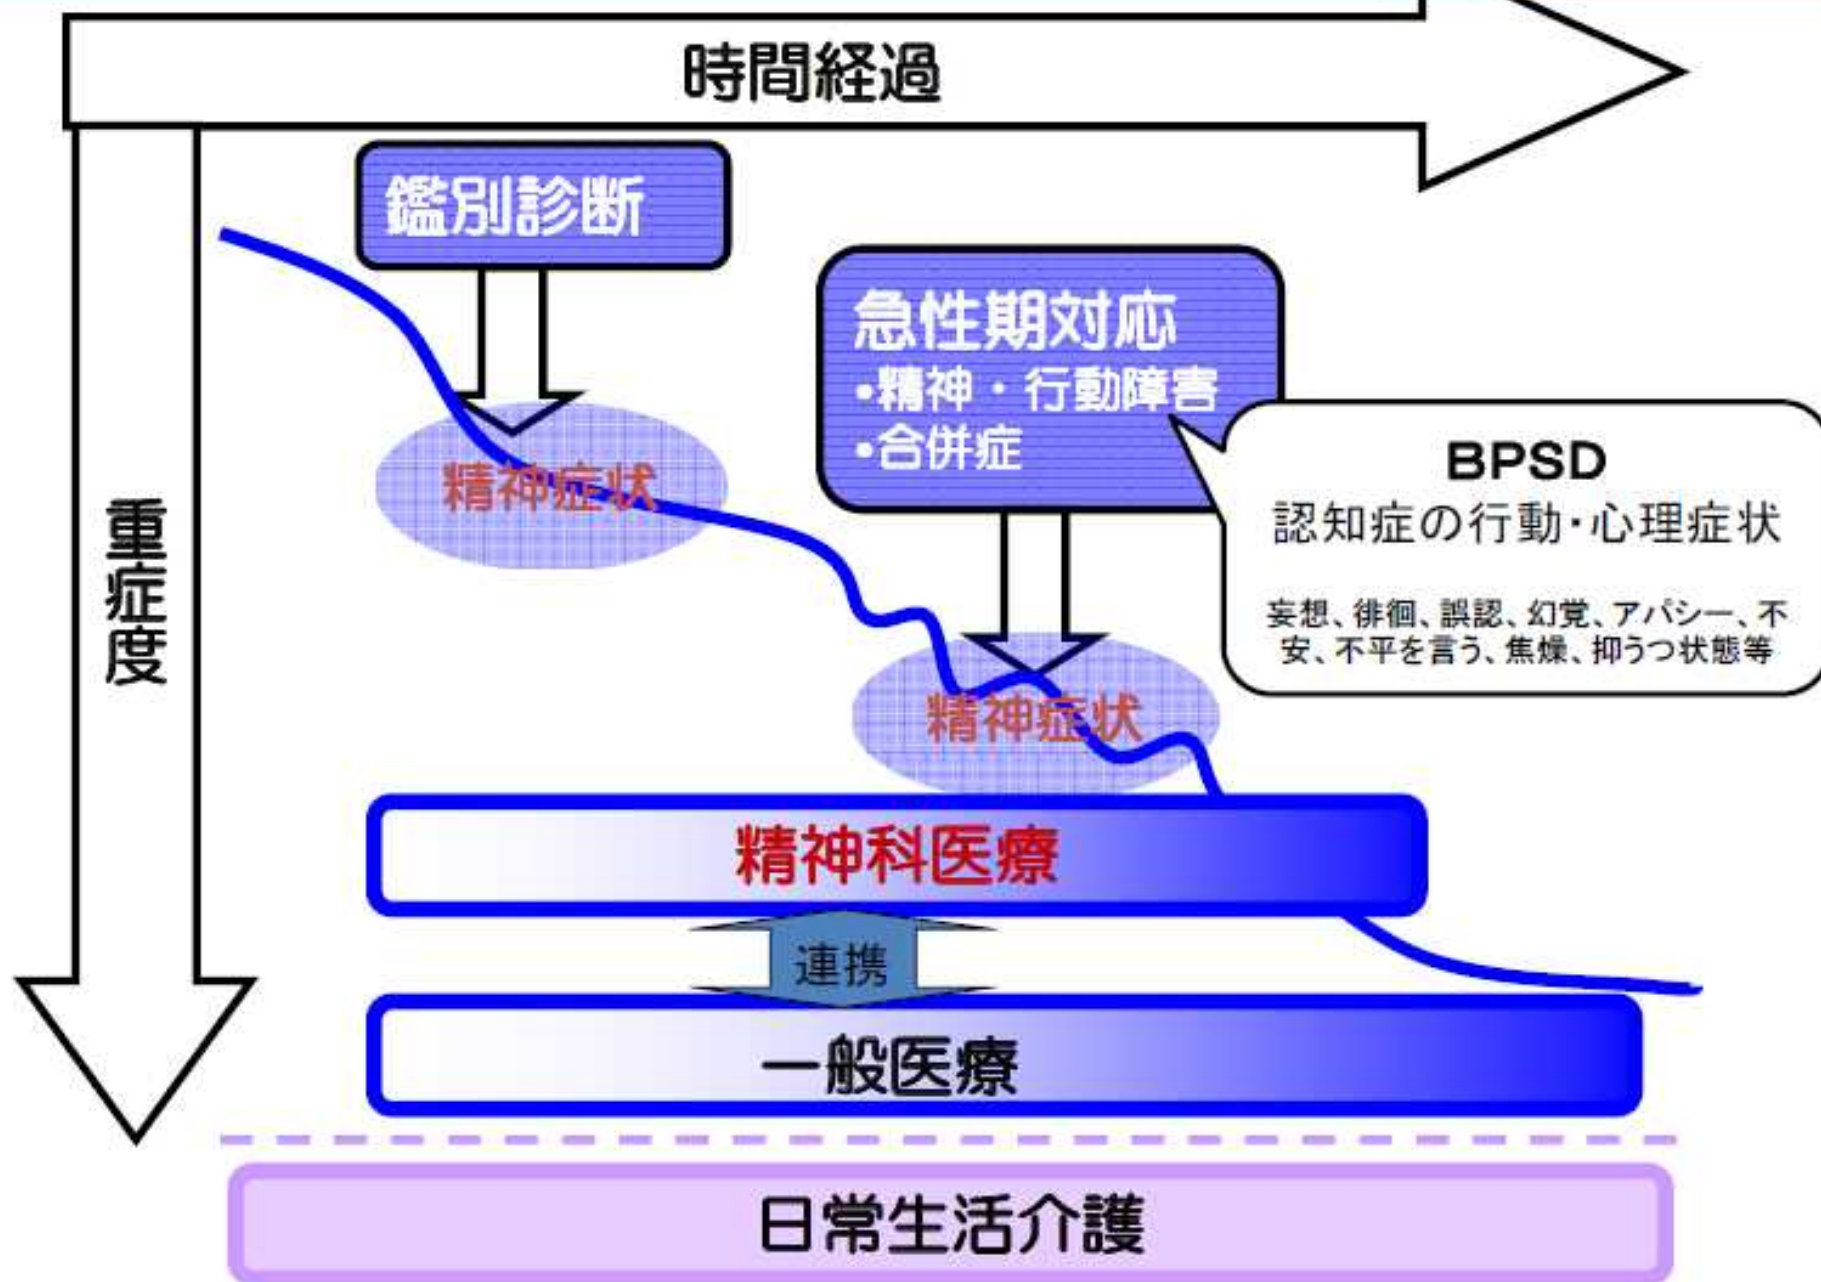 時間経過
重症度
鑑別診断
精神症状
急性期対応
•精神・行動障害
•合併症
BPSD
認知症の行動・心理症状
妄想、徘徊、誤認、幻覚、アパシー、不
安、不平を言う、焦燥、抑うつ状態等
精神症状
精神科医療
連携
一般医療
日常生活介護